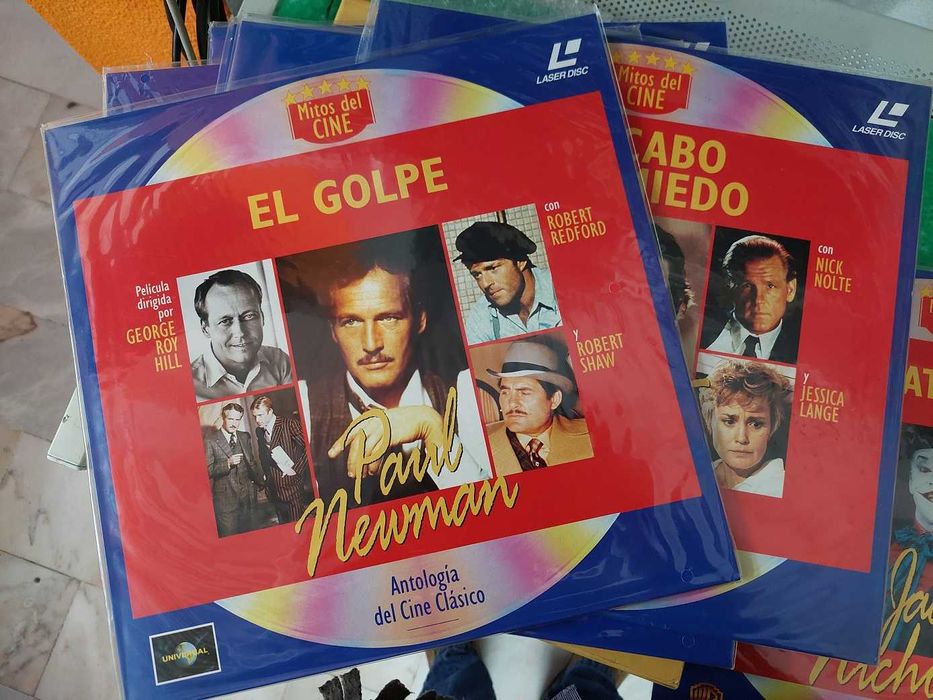 Mitos del
CINE
LASER DISC
EL GOLPE
con
ROBERT
REDFORD
Película
dirigida
por
GEORGE
ROY
HILL
y
ROBERT
SHAW
Paul
Newman
Antología
del Cine Clásico
UNIVERSAL
Mitos del
CINE
LASER DISC
CABO
MIEDO
con
NICK
NOLTE
y
JESSICA
LANGE
AT